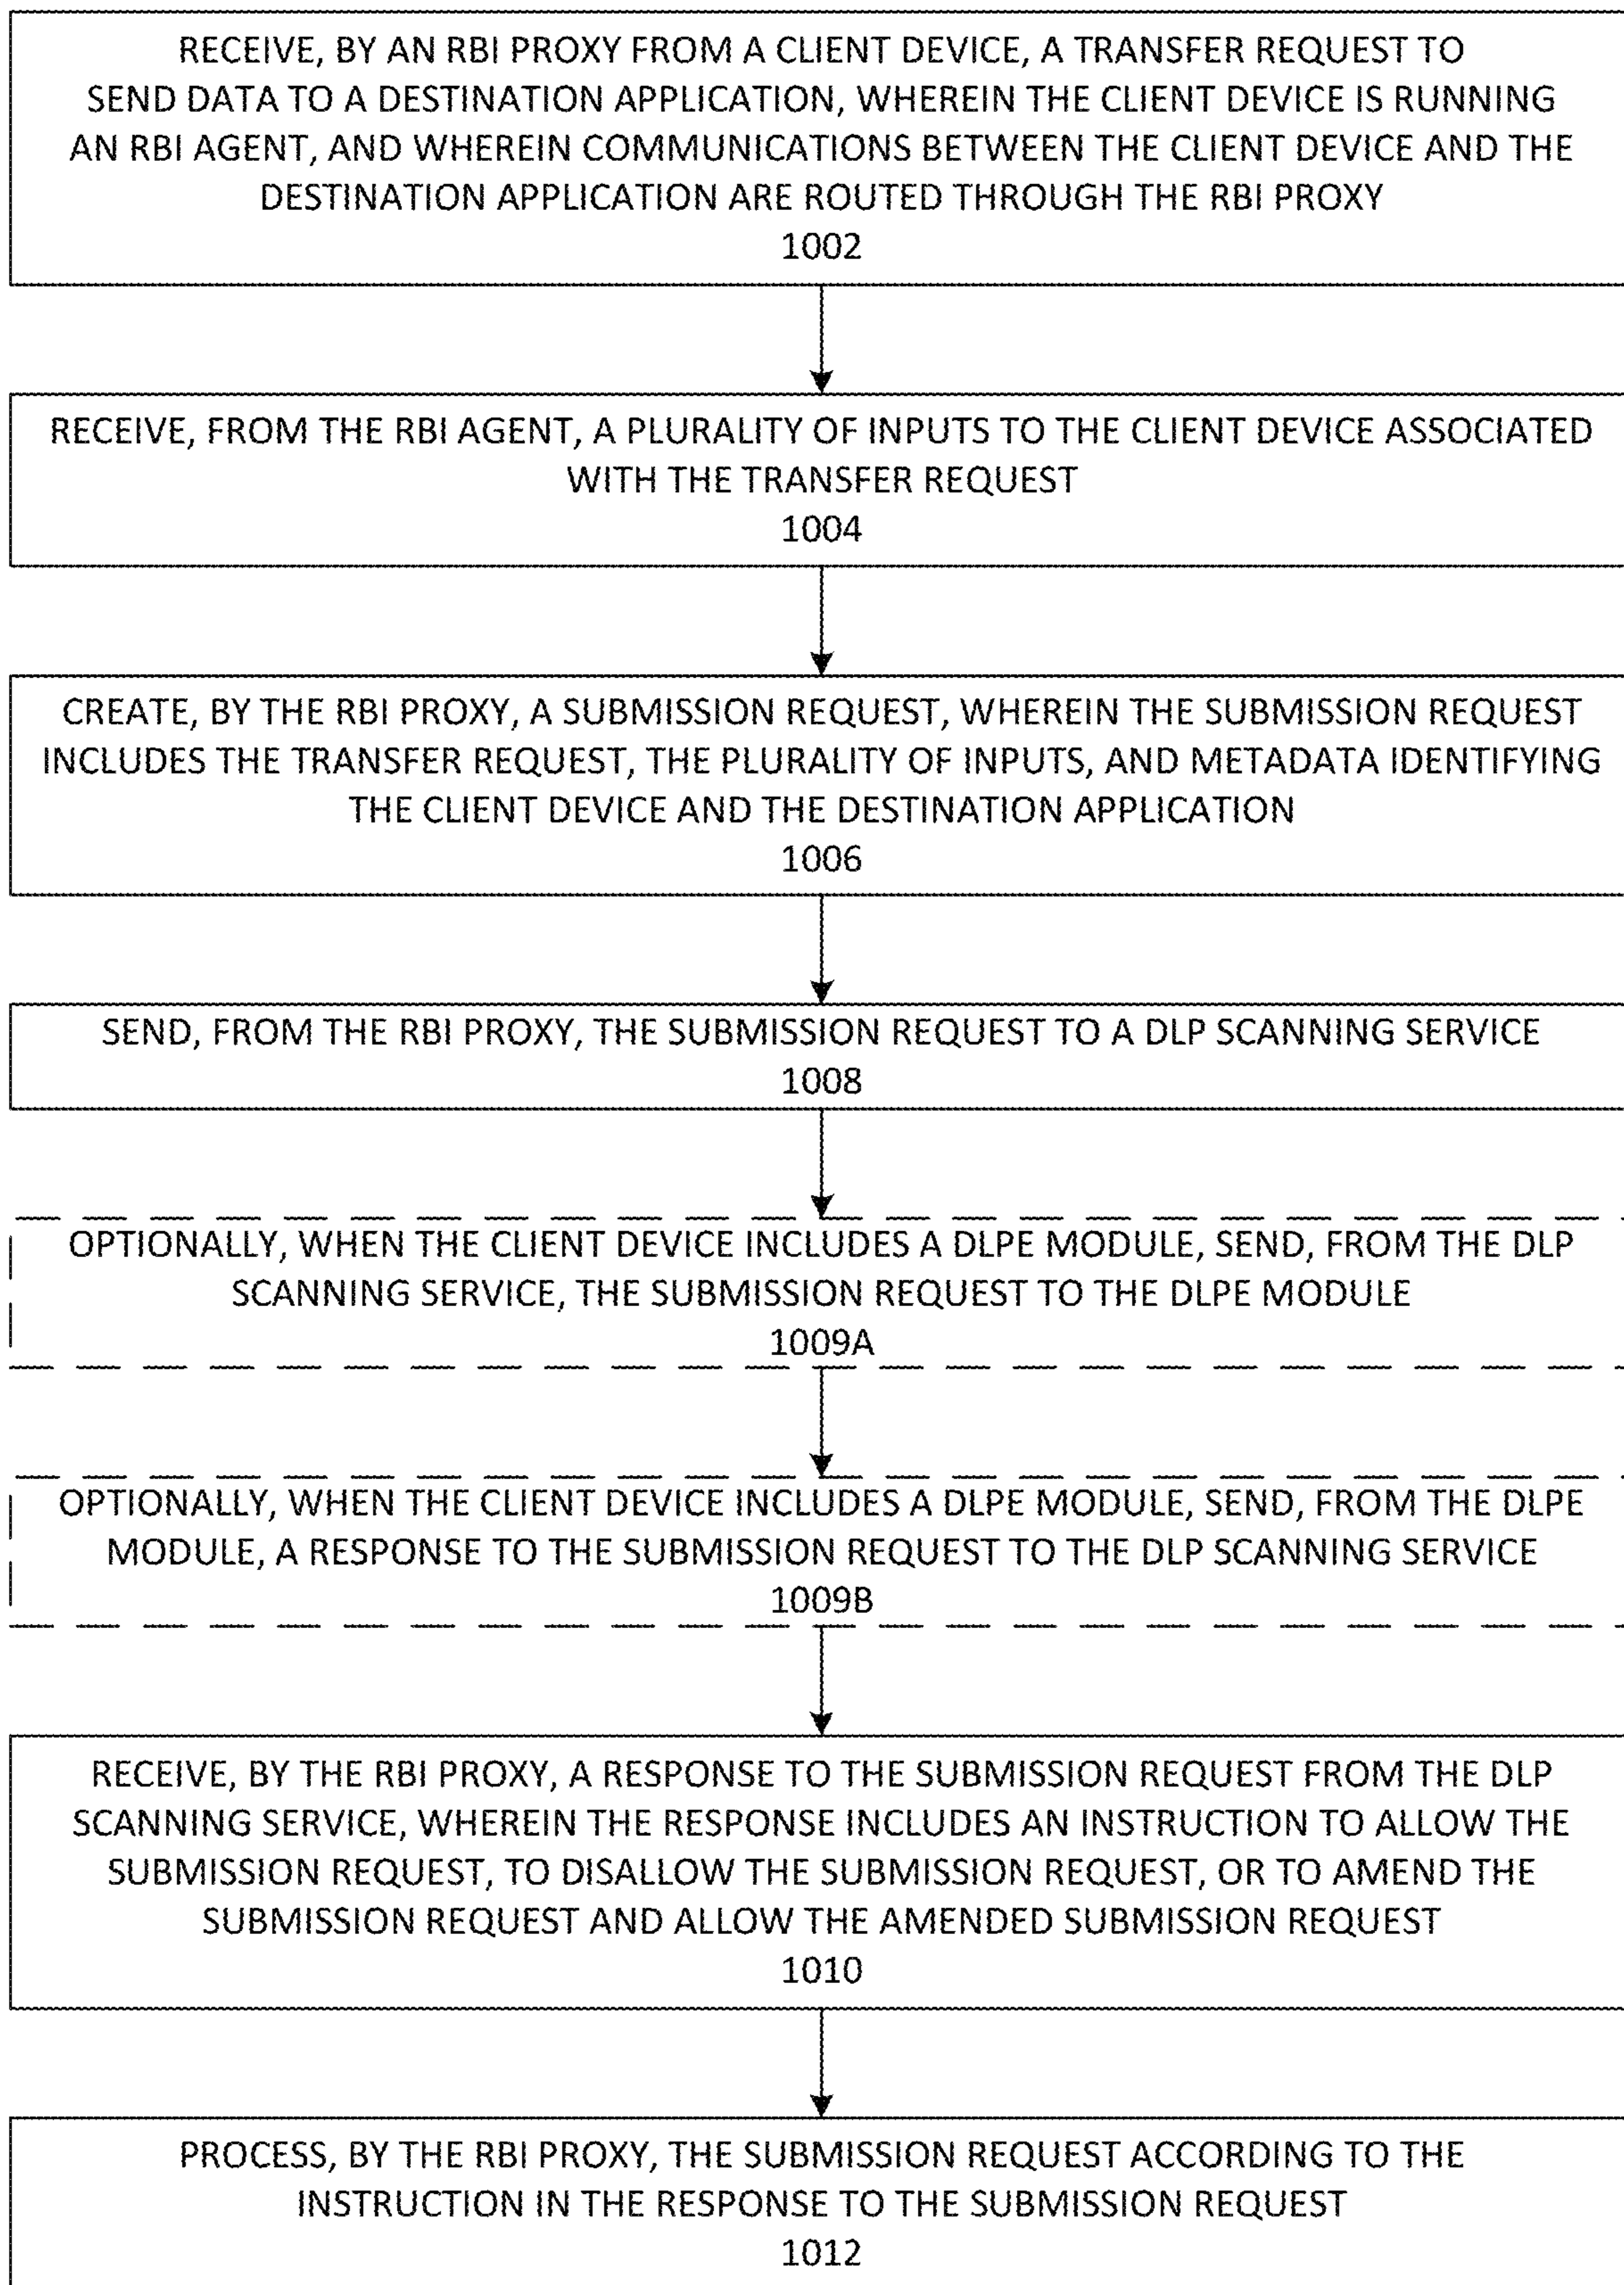 RECEIVE, BY AN RBI PROXY FROM A CLIENT DEVICE, A TRANSFER REQUEST TO
SEND DATA TO A DESTINATION APPLICATION, WHEREIN THE CLIENT DEVICE IS RUNNING
AN RBI AGENT, AND WHEREIN COMMUNICATIONS BETWEEN THE CLIENT DEVICE AND THE
DESTINATION APPLICATION ARE ROUTED THROUGH THE RBI PROXY
1002
RECEIVE, FROM THE RBI AGENT, A PLURALITY OF INPUTS TO THE CLIENT DEVICE ASSOCIATED
WITH THE TRANSFER REQUEST
1004
CREATE, BY THE RBI PROXY, A SUBMISSION REQUEST, WHEREIN THE SUBMISSION REQUEST
INCLUDES THE TRANSFER REQUEST, THE PLURALITY OF INPUTS, AND METADATA IDENTIFYING
THE CLIENT DEVICE AND THE DESTINATION APPLICATION
1006
SEND, FROM THE RBI PROXY, THE SUBMISSION REQUEST TO A DLP SCANNING SERVICE
1008
OPTIONALLY, WHEN THE CLIENT DEVICE INCLUDES A DLPE MODULE, SEND, FROM THE DLP
SCANNING SERVICE, THE SUBMISSION REQUEST TO THE DLPE MODULE
1009A
OPTIONALLY, WHEN THE CLIENT DEVICE INCLUDES A DLPE MODULE, SEND, FROM THE DLPE
MODULE, A RESPONSE TO THE SUBMISSION REQUEST TO THE DLP SCANNING SERVICE
1009B
RECEIVE, BY THE RBI PROXY, A RESPONSE TO THE SUBMISSION REQUEST FROM THE DLP
SCANNING SERVICE, WHEREIN THE RESPONSE INCLUDES AN INSTRUCTION TO ALLOW THE
SUBMISSION REQUEST, TO DISALLOW THE SUBMISSION REQUEST, OR TO AMEND THE
SUBMISSION REQUEST AND ALLOW THE AMENDED SUBMISSION REQUEST
1010
PROCESS, BY THE RBI PROXY, THE SUBMISSION REQUEST ACCORDING TO THE
INSTRUCTION IN THE RESPONSE TO THE SUBMISSION REQUEST
1012